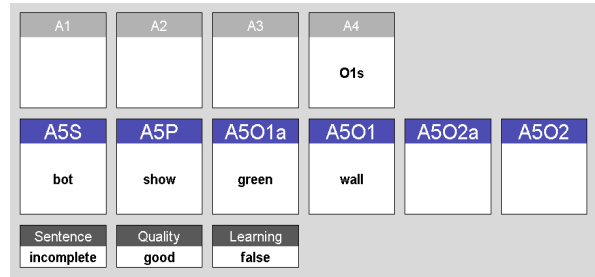 A1 A2 A3 A4
O1s
A5S A5P A5O1a A5O1 A5O2a A5O2
bot show green wall
Sentence Quality Learning
incomplete good false